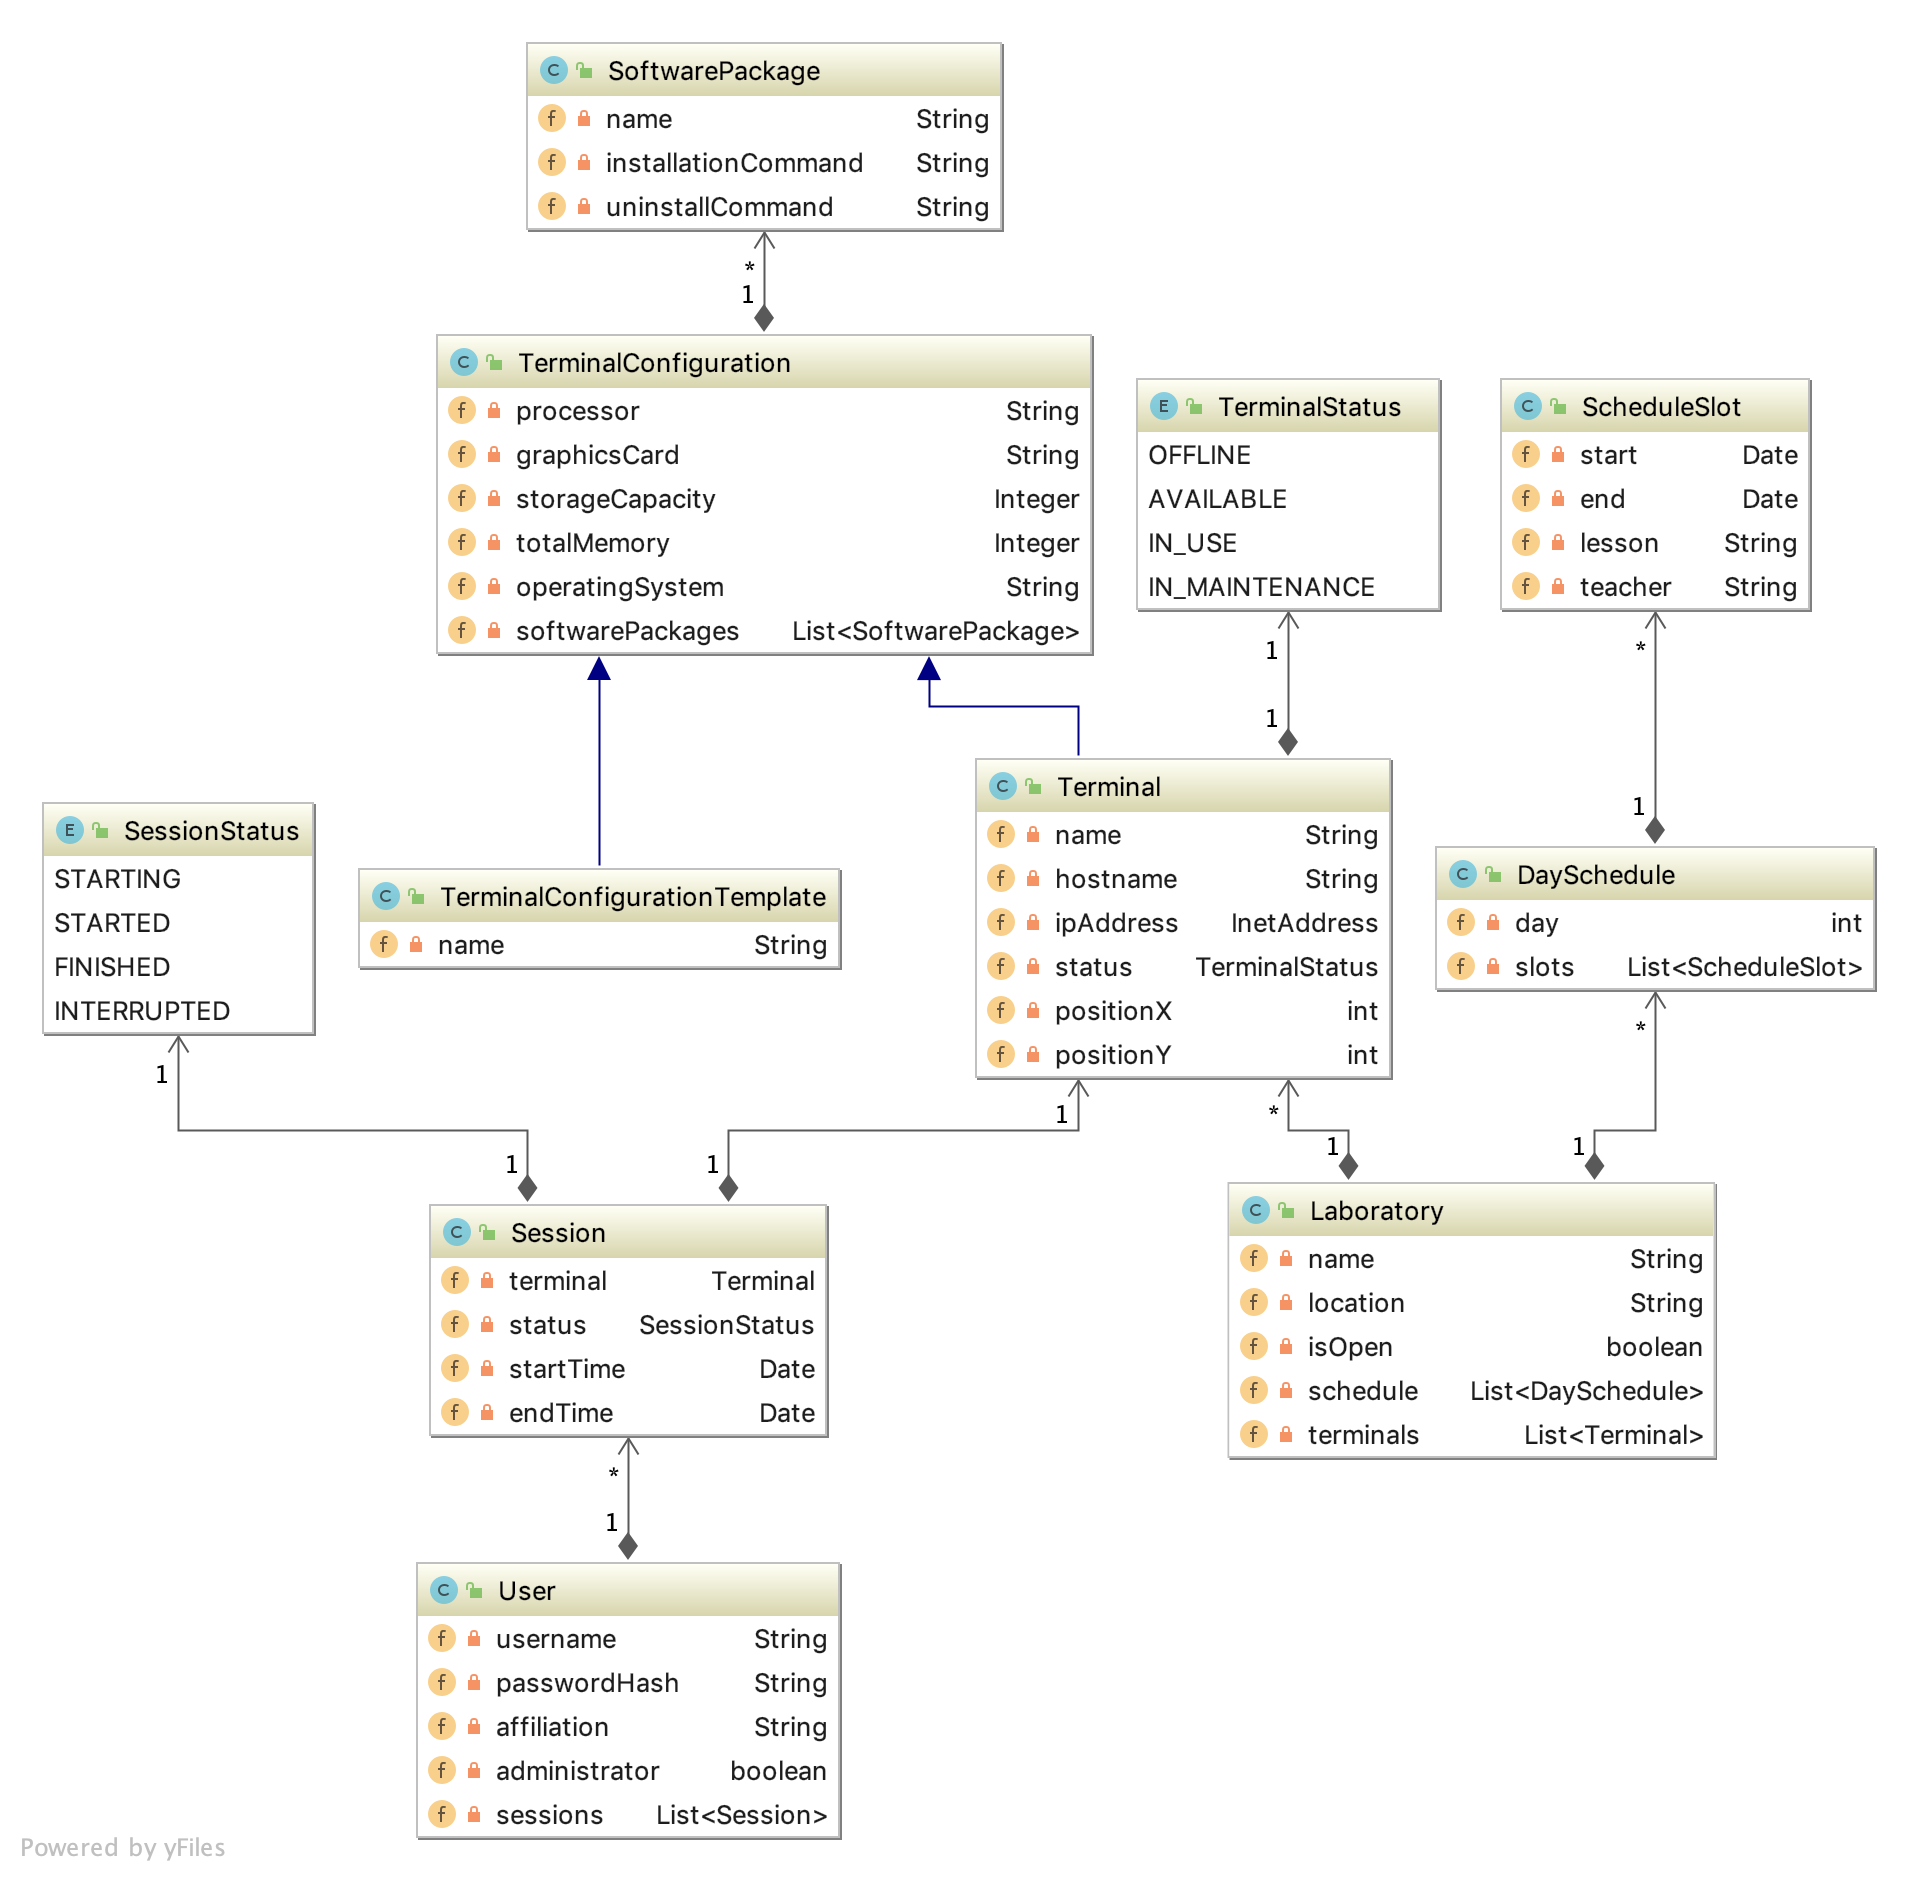 SoftwarePackage
name String
installationCommand String
uninstallCommand String
*
1
TerminalConfiguration
processor String
graphicsCard String
storageCapacity Integer
totalMemory Integer
operatingSystem String
softwarePackages List<SoftwarePackage>
TerminalStatus
OFFLINE
AVAILABLE
IN_USE
IN_MAINTENANCE
1
1
ScheduleSlot
start Date
end Date
lesson String
teacher String
*
1
SessionStatus
STARTING
STARTED
FINISHED
INTERRUPTED
1
1
TerminalConfigurationTemplate
name String
Terminal
name String
hostname String
ipAddress InetAddress
status TerminalStatus
positionX int
positionY int
1
1
*
1
DaySchedule
day int
slots List<ScheduleSlot>
*
1
Session
terminal Terminal
status SessionStatus
startTime Date
endTime Date
*
1
Laboratory
name String
location String
isOpen boolean
schedule List<DaySchedule>
terminals List<Terminal>
User
username String
passwordHash String
affiliation String
administrator boolean
sessions List<Session>
Powered by yFiles